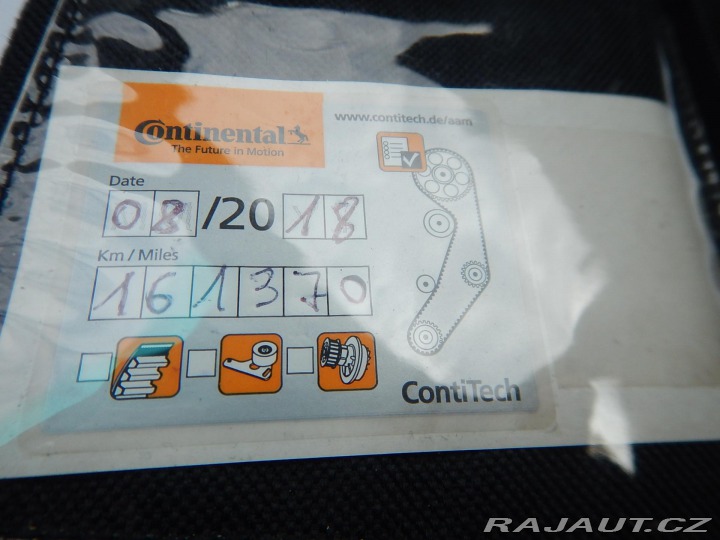 Continental
The Future in Motion
www.contitech.de/aam
Date
08/2018
Km / Miles
161370
ContiTech
RAJAUT.CZ